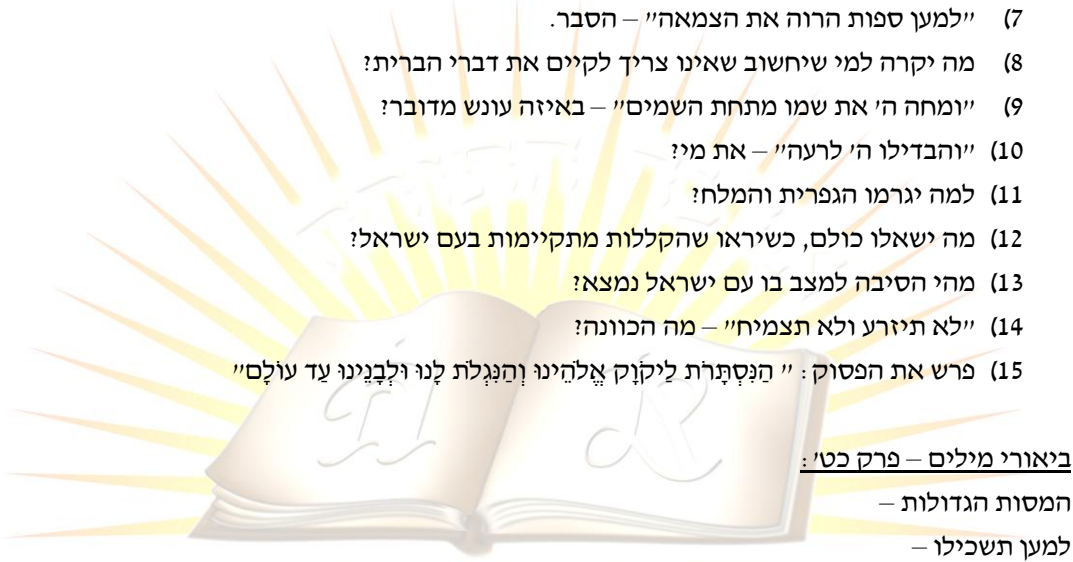 7) "למען ספות הרוה את הצמאה" – הסבר.
8) מה יקרה למי שיחשוב שאינו צריך לקיים את דברי הברית?
9) "ומחה ה' את שמו מתחת השמים" – באיזה עונש מדובר?
10) "והבדילו ה' לרעה" – את מי?
11) למה יגרמו הגפרית והמלח?
12) מה ישאלו כולם, כשיראו שהקללות מתקיימות בעם ישראל?
13) מהי הסיבה למצב בו עם ישראל נמצא?
14) "לא תיזרע ולא תצמיח" – מה הכוונה?
15) פרש את הפסוק: " הַנִּסְתָּרֹת לַיקֹוָק אֱלֹהֵינוּ וְהַנִּגְלֹת לָנוּ וּלְבָנֵינוּ עַד עוֹלָם"
ביאורי מילים – פרק כט':
המסות הגדולות –
למען תשכילו –